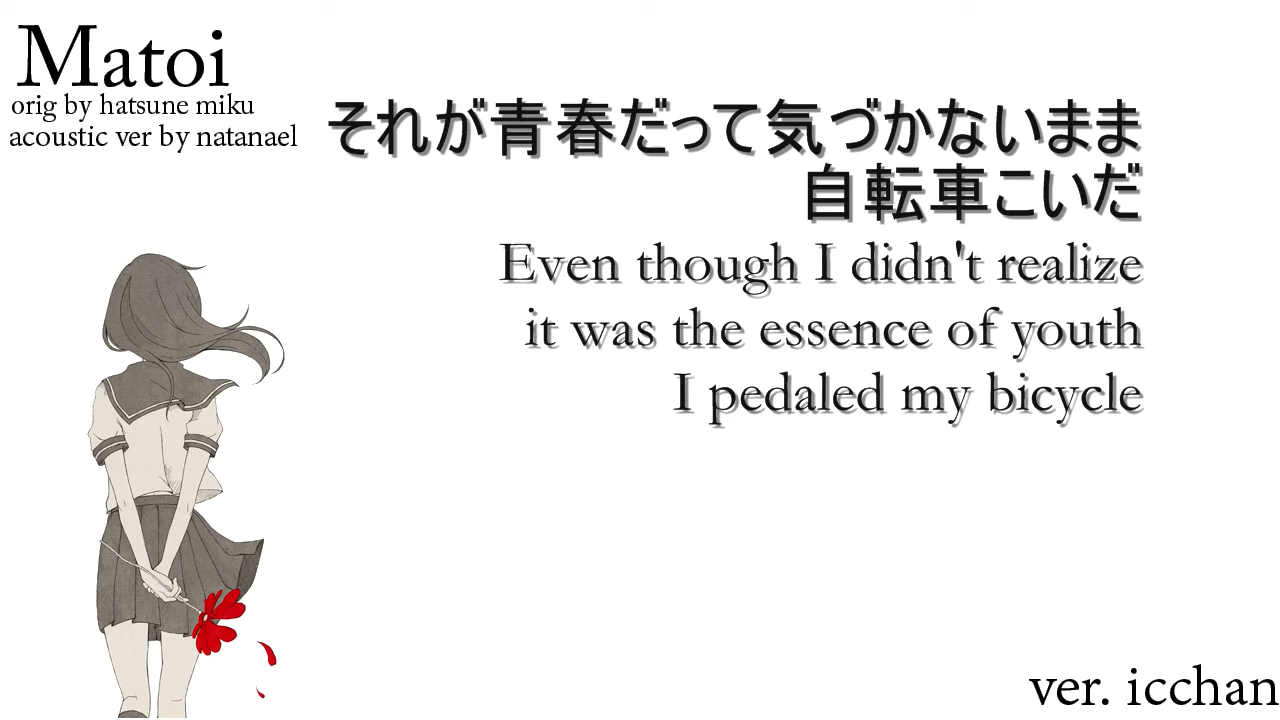 Matoi
orig by hatsune miku
acoustic ver by natanael
それが青春だって気づかないまま
自転車こいだ
Even though I didn't realize
it was the essence of youth
I pedaled my bicycle
ver. icchan